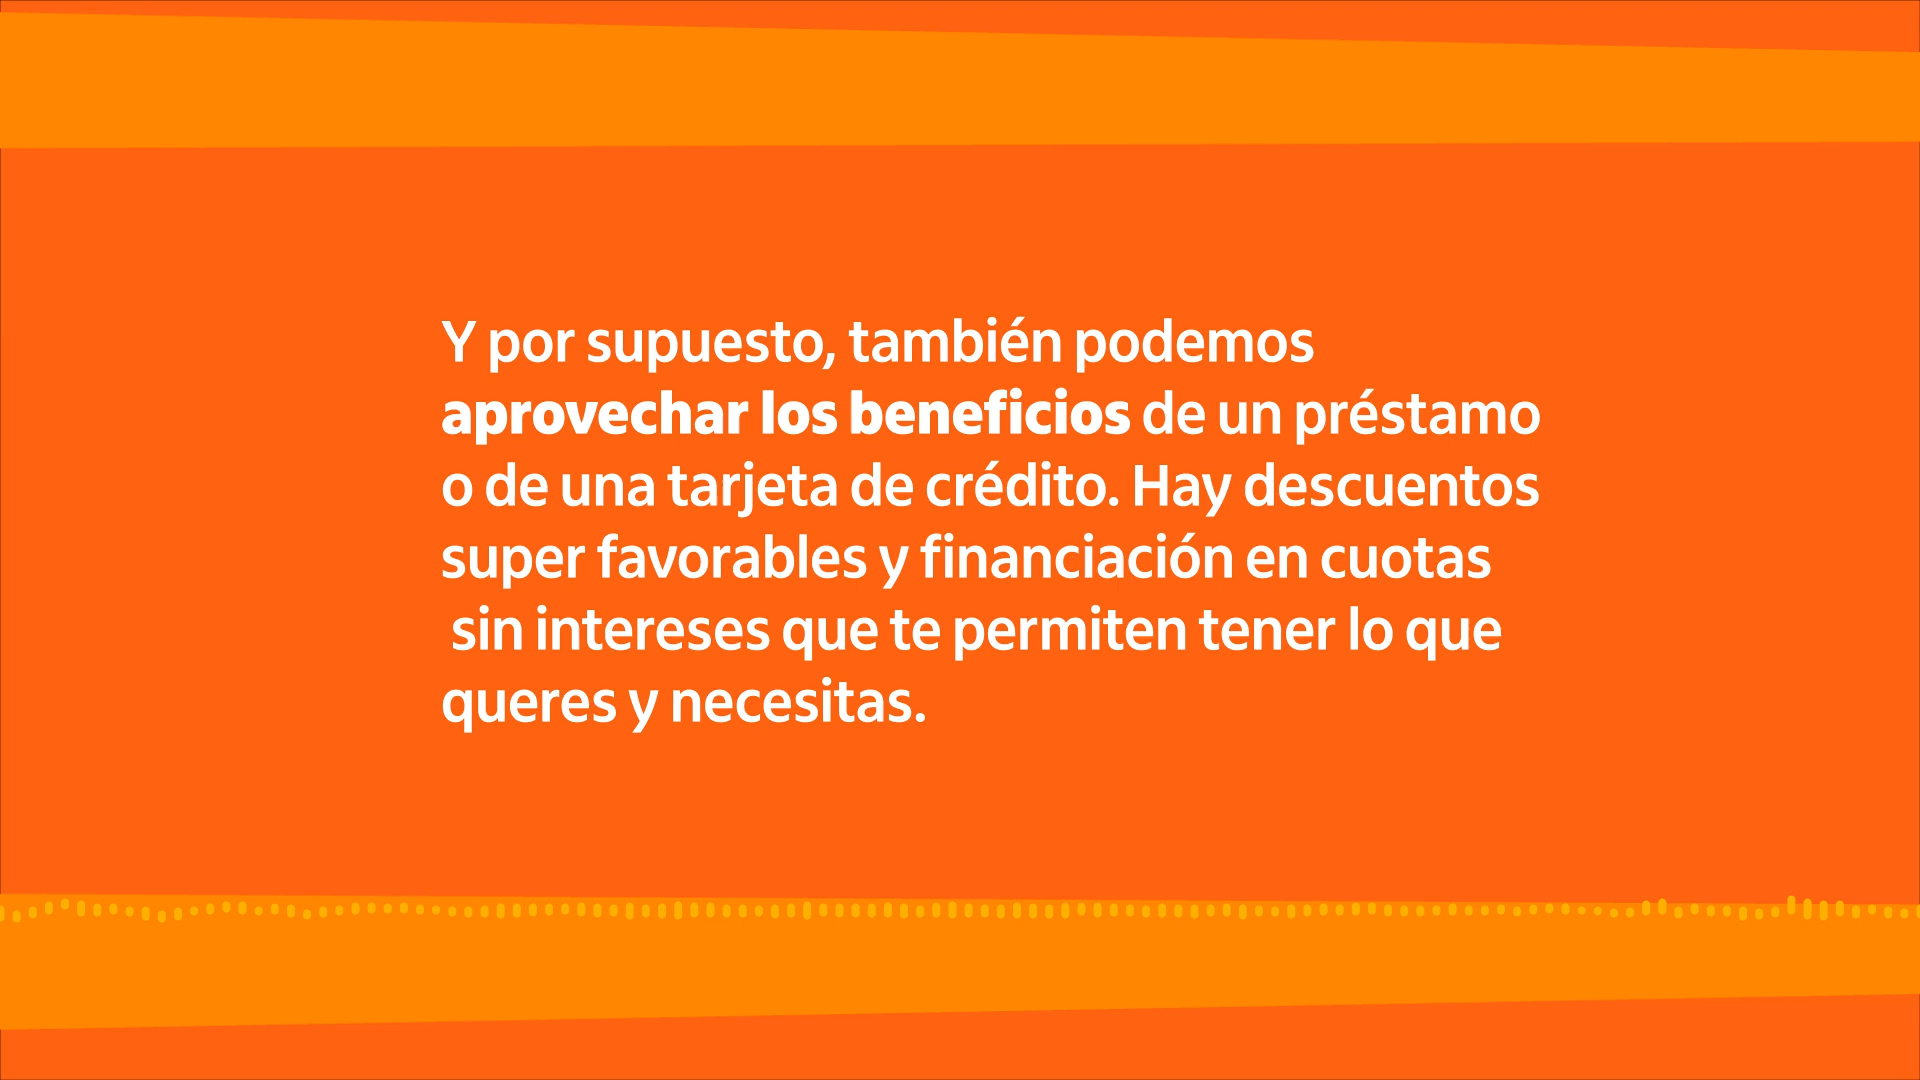 Y por supuesto, también podemos
aprovechar los beneficios de un préstamo
o de una tarjeta de crédito. Hay descuentos
super favorables y financiación en cuotas
sin intereses que te permiten tener lo que
queres y necesitas.